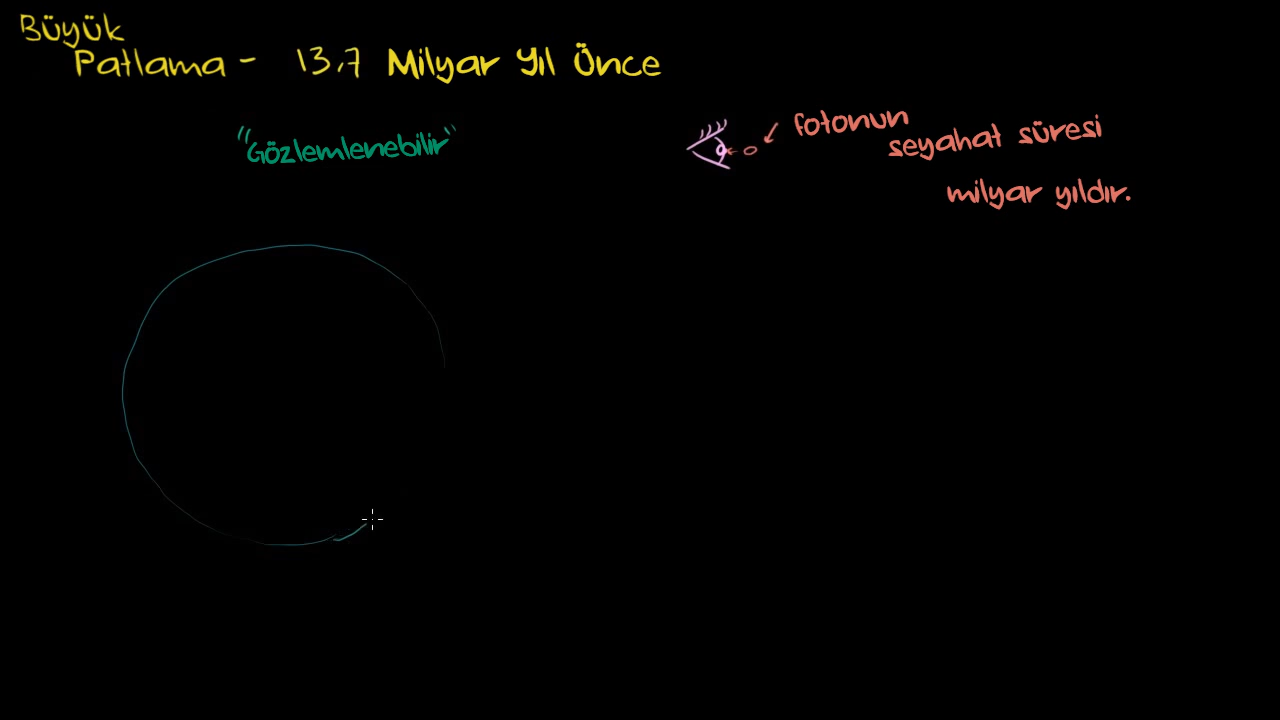 Büyük
Patlama - 13,7 Milyar Yıl Önce
"Gözlemlenebilir"
fotonun
seyahat süresi
milyar yıldır.